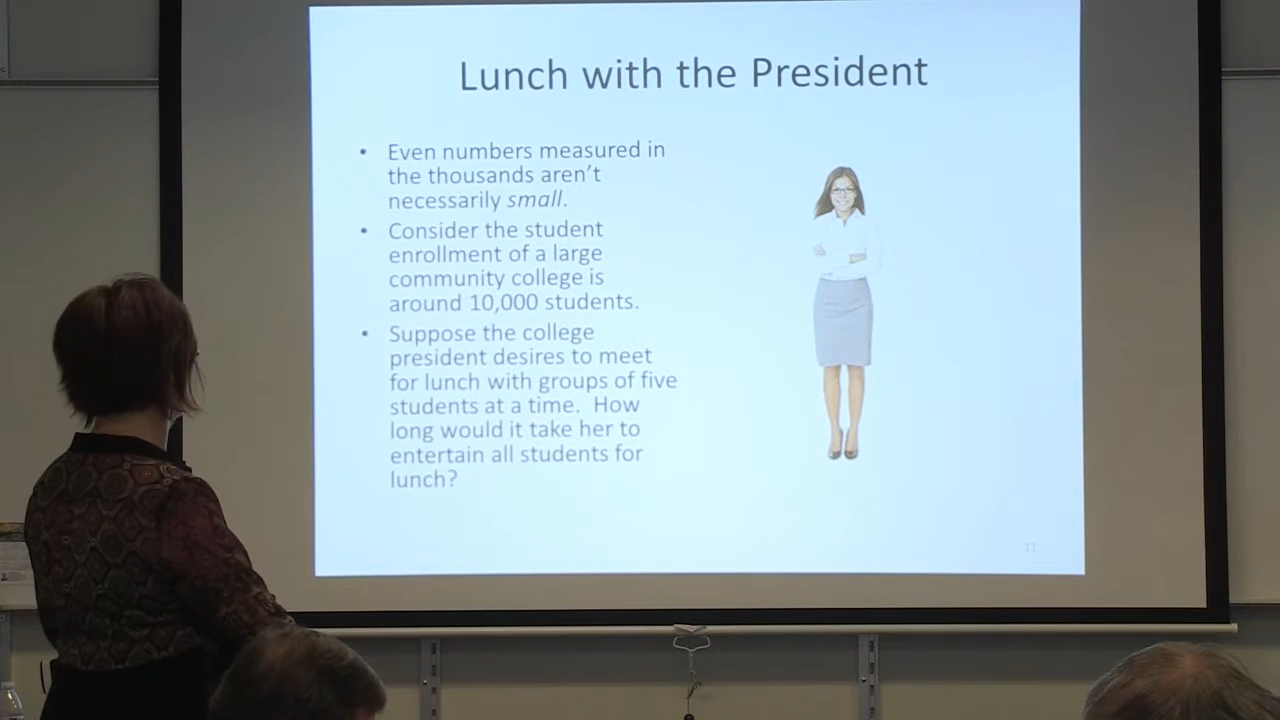 Lunch with the President
• Even numbers measured in
the thousands aren't
necessarily small.
• Consider the student
enrollment of a large
community college is
around 10,000 students.
• Suppose the college
president desires to meet
for lunch with groups of five
students at a time.  How
long would it take her to
entertain all students for
lunch?
11